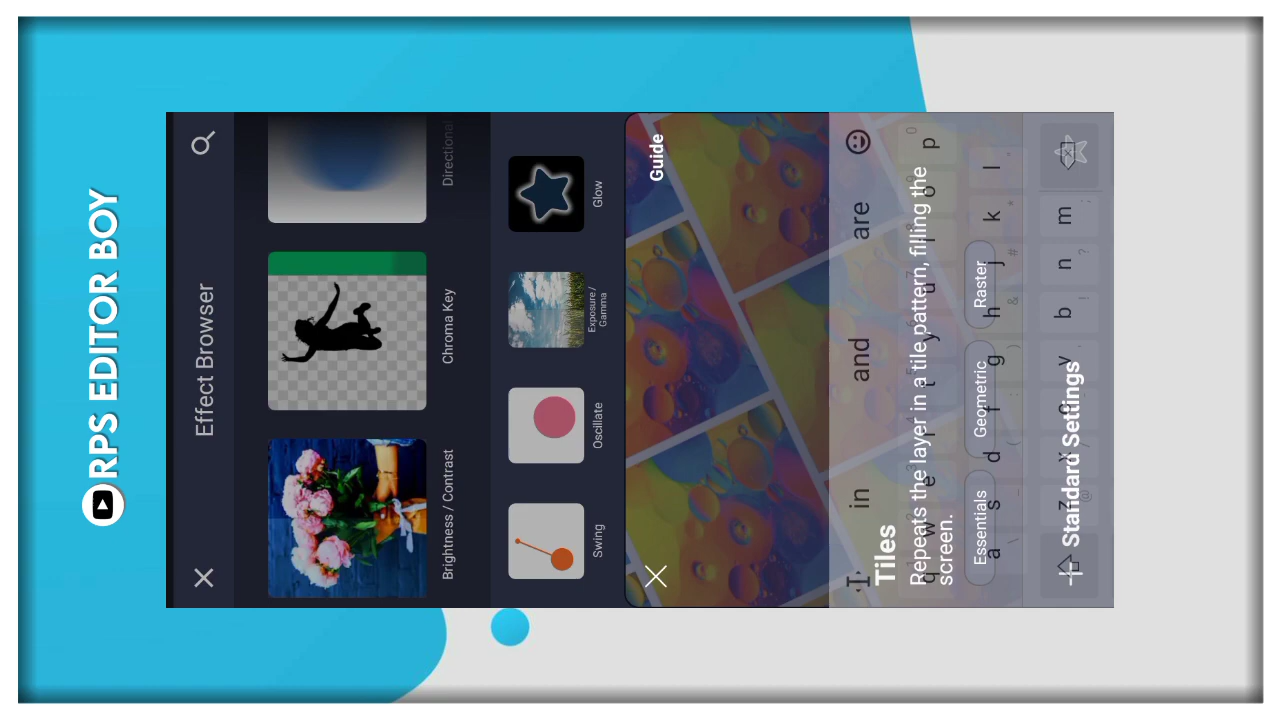 RPS EDITOR BOY
Effect Browser
Brightness / Contrast
Chroma Key
Directional
Swing
Oscillate
Exposure /
Gamma
Glow
Guide
in and are
Tiles
Repeats the layer in a tile pattern, filling the
screen.
q w e r t y u i o p
Essentials Geometric Raster
a s d f g h j k l
Standard Settings
z x c v b n m